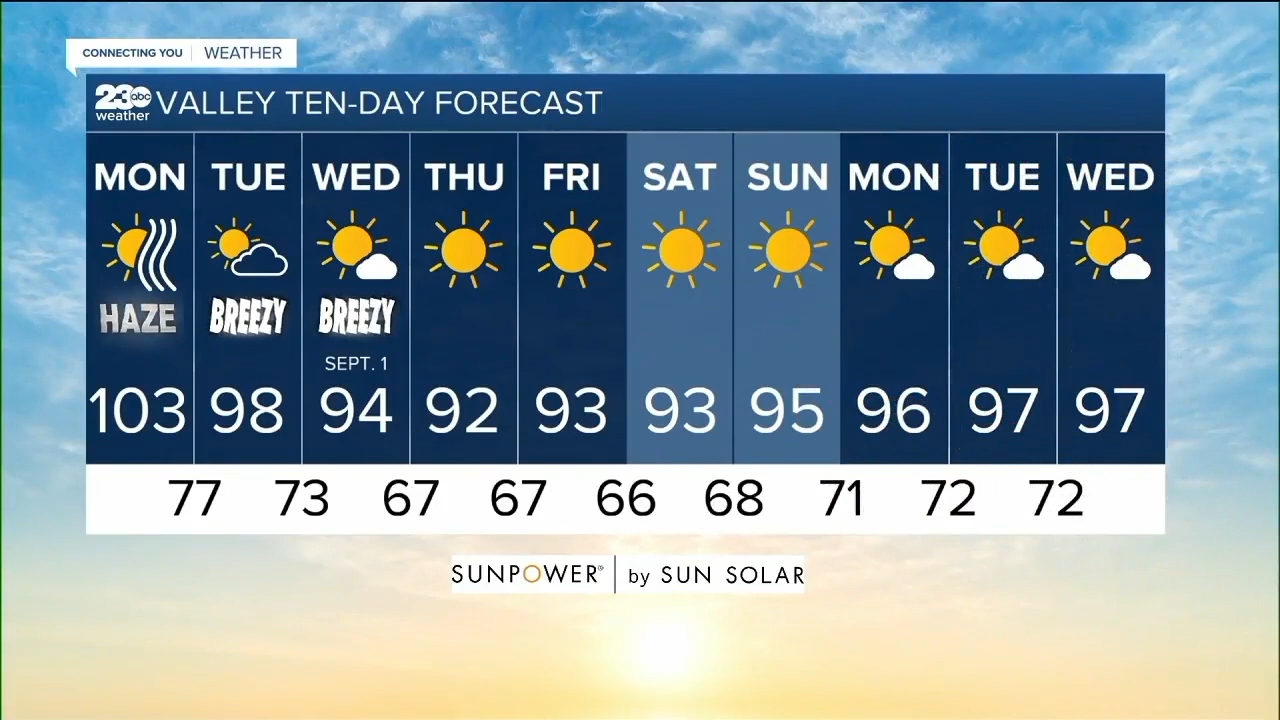 CONNECTING YOU WEATHER
23 abc
weather
VALLEY TEN-DAY FORECAST
MON TUE WED THU FRI SAT SUN MON TUE WED
HAZE BREEZY BREEZY
SEPT. 1
103 98 94 92 93 93 95 96 97 97
77 73 67 67 66 68 71 72 72
SUNPOWER® by SUN SOLAR